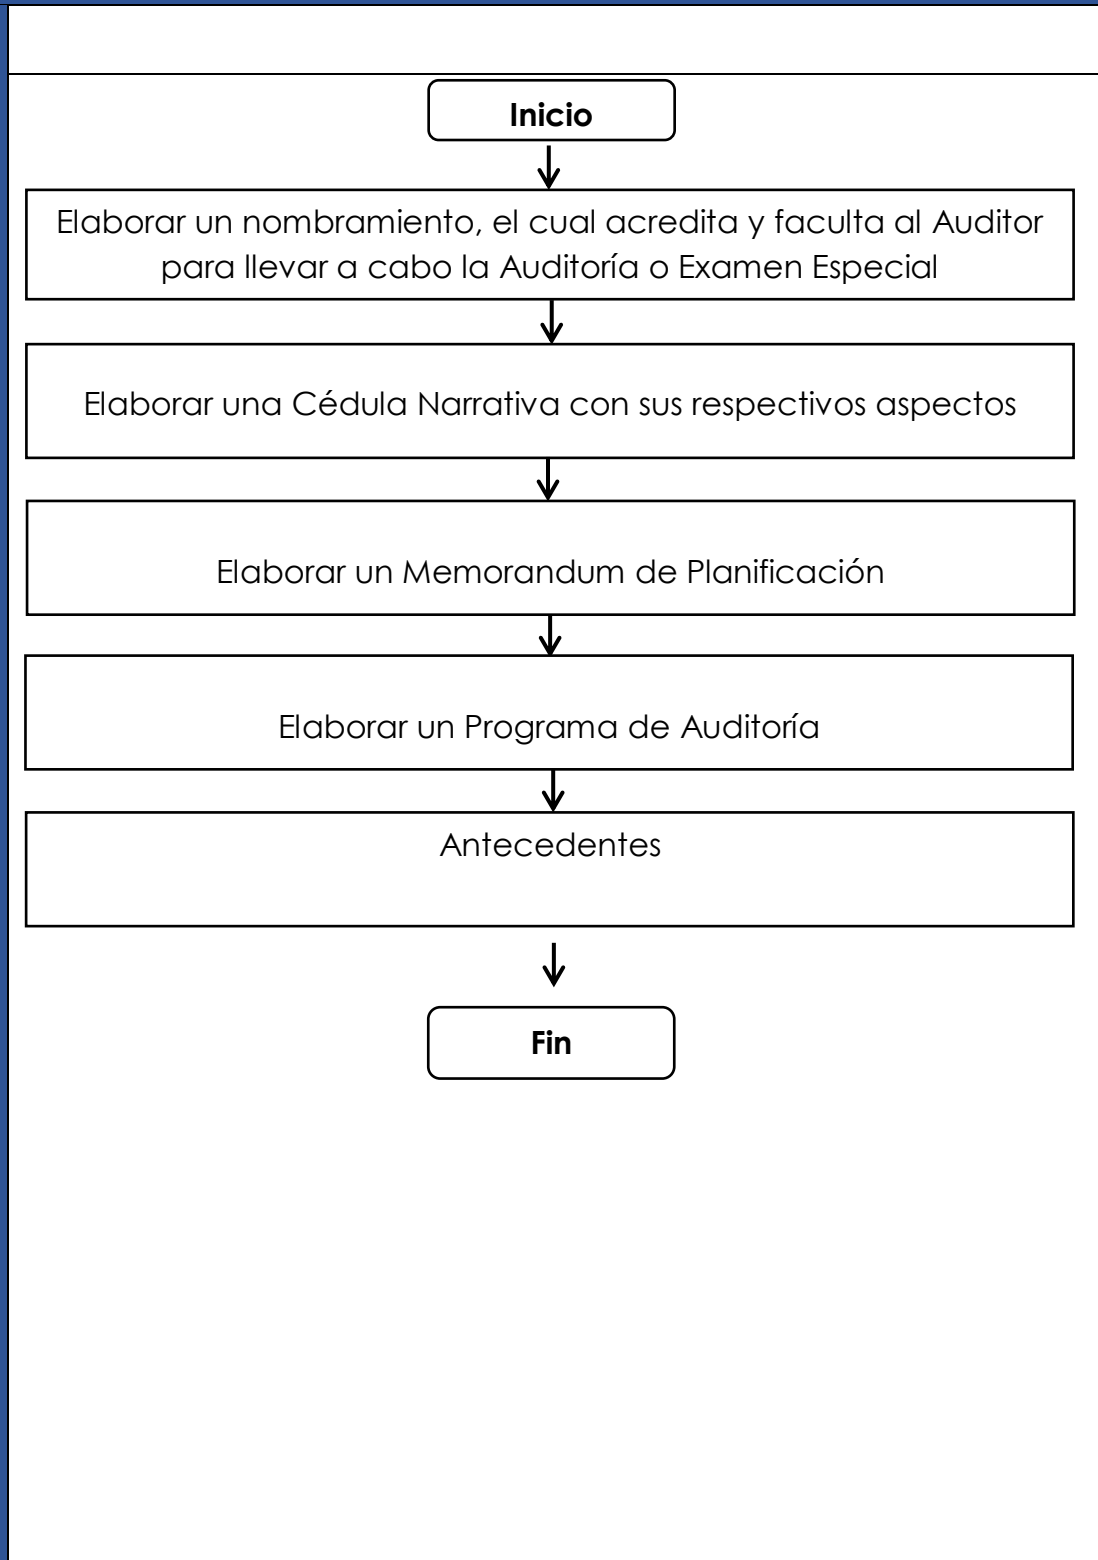 Inicio
Elaborar un nombramiento, el cual acredita y faculta al Auditor
para llevar a cabo la Auditoría o Examen Especial
Elaborar una Cédula Narrativa con sus respectivos aspectos
Elaborar un Memorandum de Planificación
Elaborar un Programa de Auditoría
Antecedentes
Fin